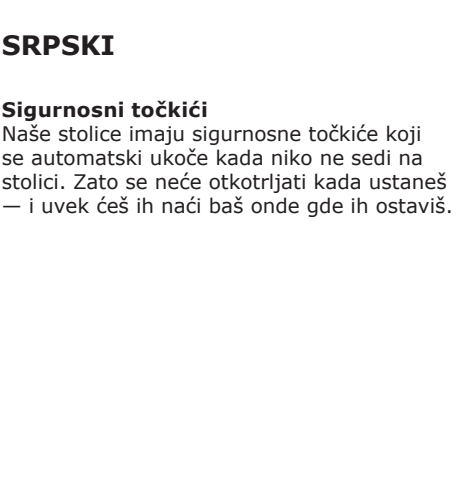 SRPSKI
Sigurnosni točkići
Naše stolice imaju sigurnosne točkiće koji
se automatski ukoče kada niko ne sedi na
stolici. Zato se neće otkotrljati kada ustaneš
— i uvek ćeš ih naći baš onde gde ih ostaviš.